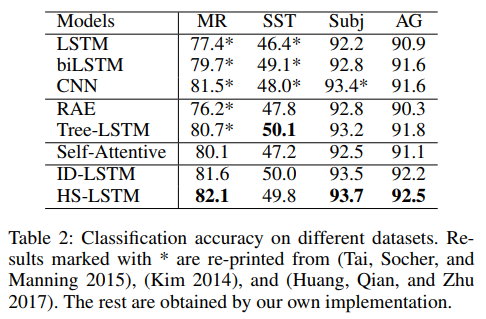 Models MR SST Subj AG
LSTM 77.4* 46.4* 92.2 90.9
biLSTM 79.7* 49.1* 92.8 91.6
CNN 81.5* 48.0* 93.4* 91.6
RAE 76.2* 47.8 92.8 90.3
Tree-LSTM 80.7* 50.1 93.2 91.8
Self-Attentive 80.1 47.2 92.5 91.1
ID-LSTM 81.6 50.0 93.5 92.2
HS-LSTM 82.1 49.8 93.7 92.5
Table 2: Classification accuracy on different datasets. Re-
sults marked with * are re-printed from (Tai, Socher, and
Manning 2015), (Kim 2014), and (Huang, Qian, and Zhu
2017). The rest are obtained by our own implementation.